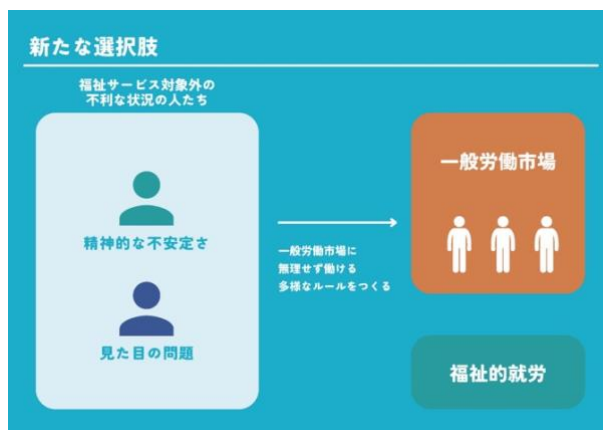 新たな選択肢
福祉サービス対象外の
不利な状況の人たち
精神的な不安定さ
見た目の問題
一般労働市場に
無理せず働ける
多様なルールをつくる
一般労働市場
福祉的就労